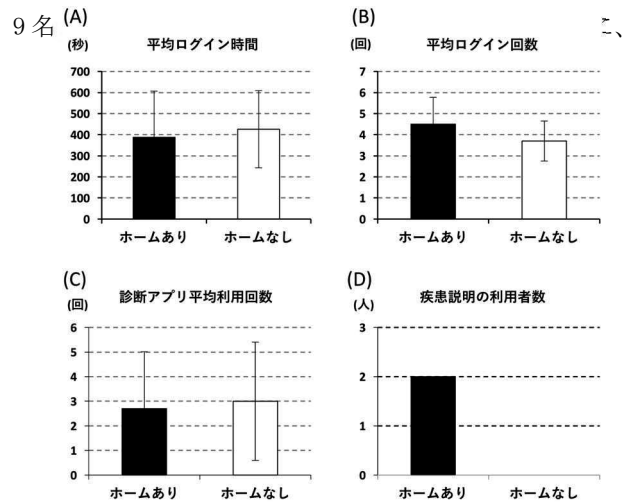 9名
に、
(A)
(秒)
平均ログイン時間
700
600
500
400
300
200
100
0
ホームあり ホームなし
(B)
(回)
平均ログイン回数
7
6
5
4
3
2
1
0
ホームあり ホームなし
(C)
(回)
診断アプリ平均利用回数
6
5
4
3
2
1
0
ホームあり ホームなし
(D)
(人)
疾患説明の利用者数
3
2
1
0
ホームあり ホームなし